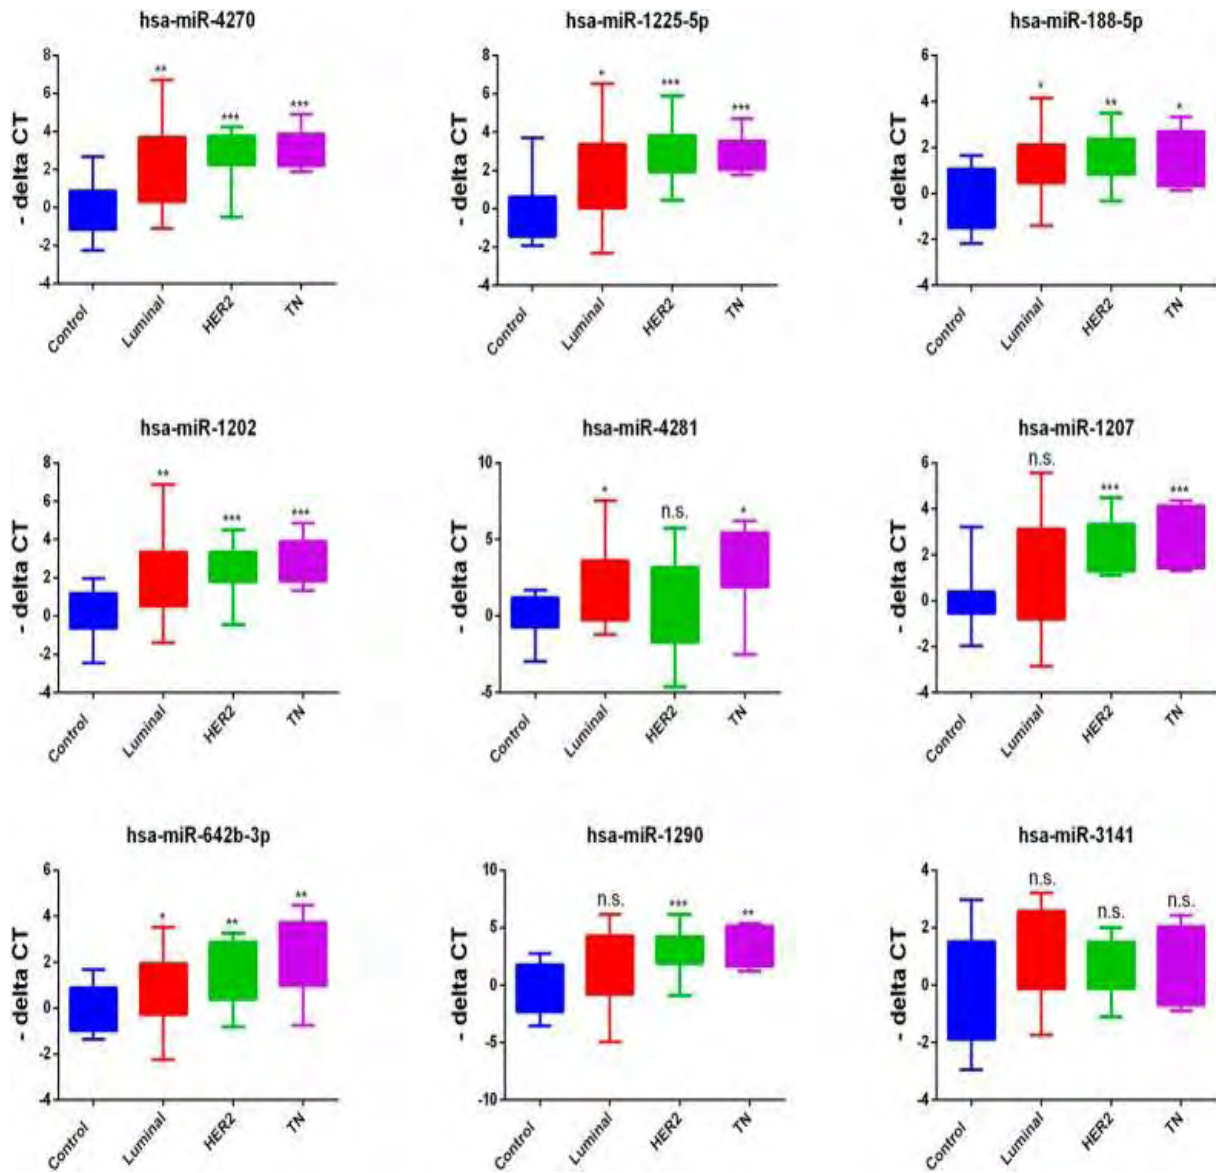 hsa-miR-4270
hsa-miR-1225-5p
hsa-miR-188-5p
- delta CT
8
6
4
2
0
-2
-4
**
***
***
Control
Luminal
HER2
TN
- delta CT
8
6
4
2
0
-2
-4
*
***
***
Control
Luminal
HER2
TN
- delta CT
6
4
2
0
-2
-4
*
**
*
Control
Luminal
HER2
TN
hsa-miR-1202
hsa-miR-4281
hsa-miR-1207
- delta CT
8
6
4
2
0
-2
-4
**
***
***
Control
Luminal
HER2
TN
- delta CT
10
5
0
-5
*
n.s.
*
Control
Luminal
HER2
TN
- delta CT
6
4
2
0
-2
-4
n.s.
***
***
Control
Luminal
HER2
TN
hsa-miR-642b-3p
hsa-miR-1290
hsa-miR-3141
- delta CT
6
4
2
0
-2
-4
*
**
**
Control
Luminal
HER2
TN
- delta CT
10
5
0
-5
-10
n.s.
***
**
Control
Luminal
HER2
TN
- delta CT
4
2
0
-2
-4
n.s.
n.s.
n.s.
Control
Luminal
HER2
TN